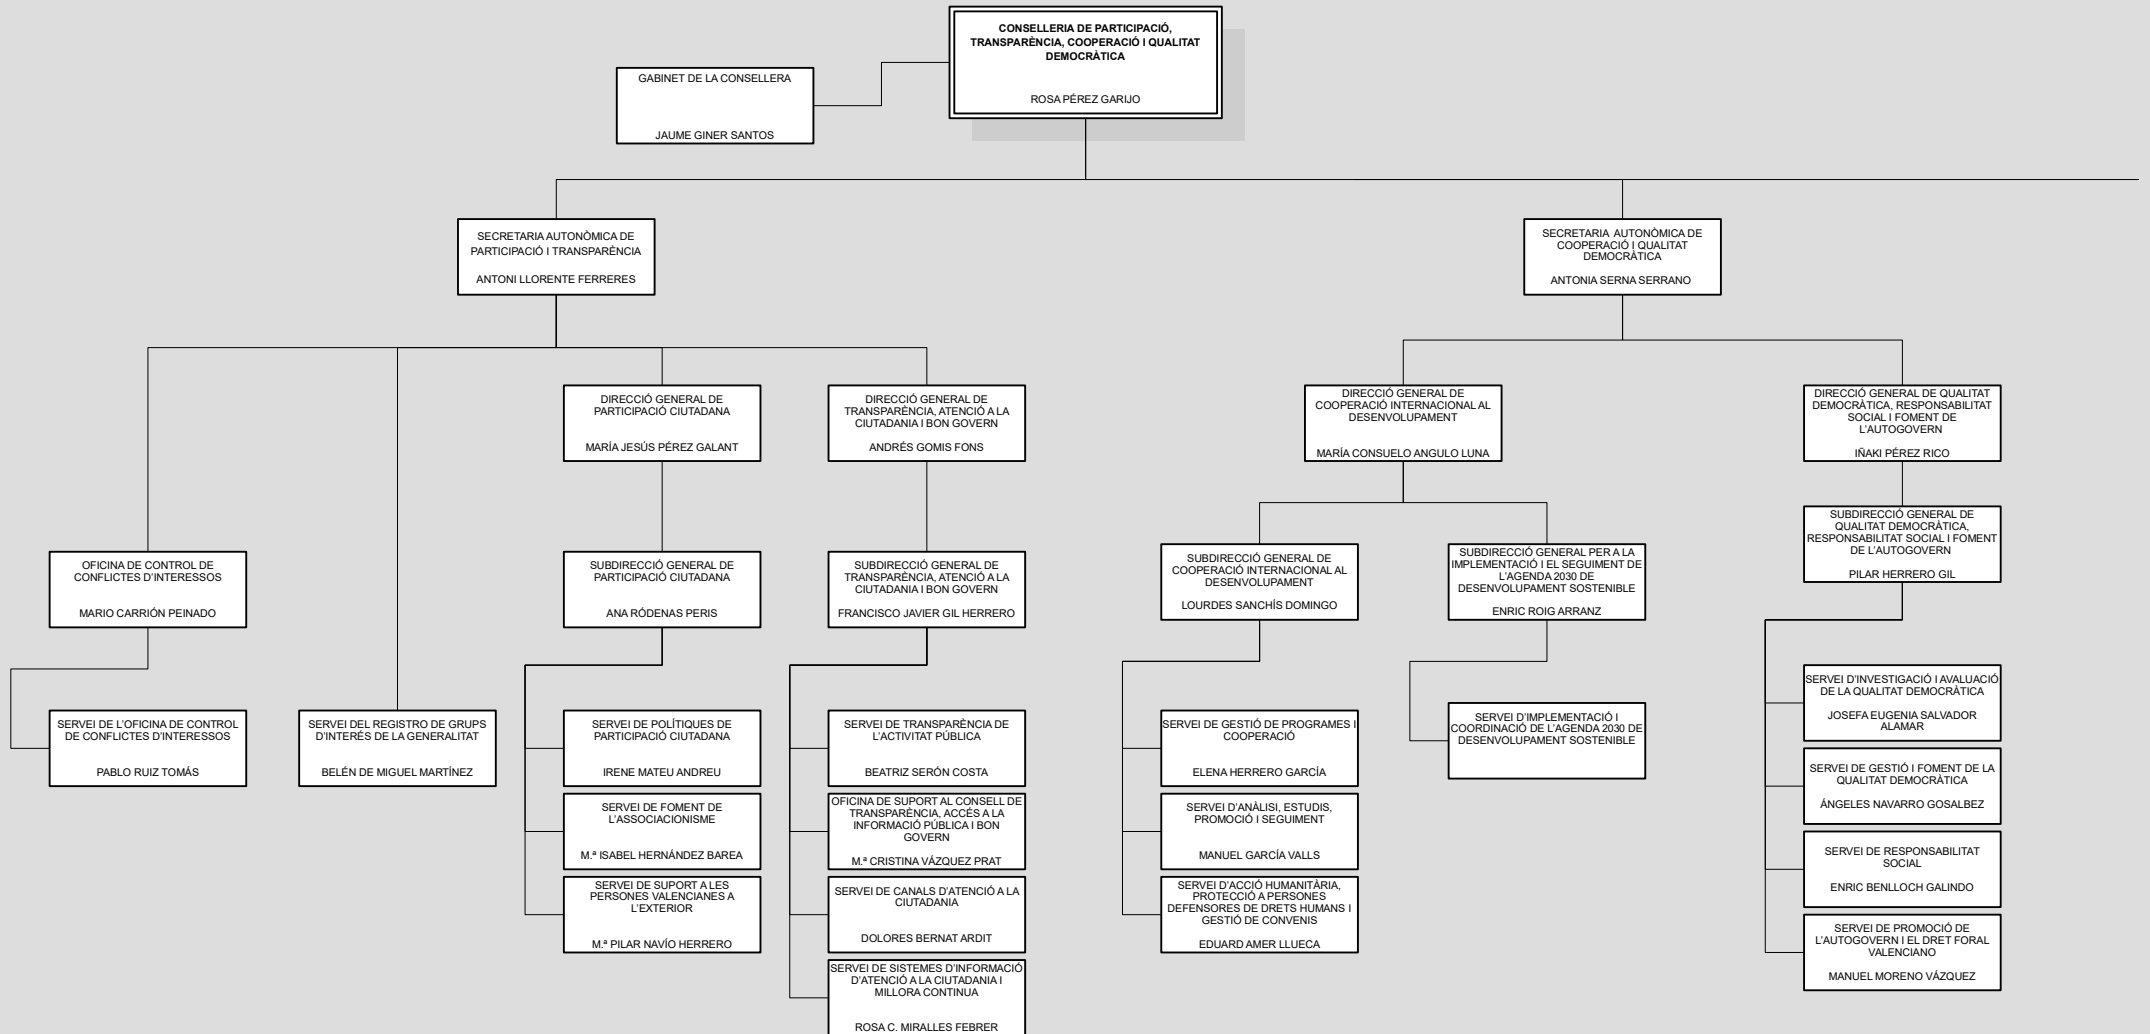 CONSELLERIA DE PARTICIPACIÓ,
TRANSPARÈNCIA, COOPERACIÓ I QUALITAT
DEMOCRÀTICA
ROSA PÉREZ GARIJO
GABINET DE LA CONSELLERA
JAUME GINER SANTOS
SECRETARIA AUTONÒMICA DE
PARTICIPACIÓ I TRANSPARÈNCIA
ANTONI LLORENTE FERRERES
SECRETARIA AUTONÒMICA DE
COOPERACIÓ I QUALITAT
DEMOCRÀTICA
ANTONIA SERNA SERRANO
DIRECCIÓ GENERAL DE
PARTICIPACIÓ CIUTADANA
MARÍA JESÚS PÉREZ GALANT
DIRECCIÓ GENERAL DE
TRANSPARÈNCIA, ATENCIÓ A LA
CIUTADANIA I BON GOVERN
ANDRÉS GOMIS FONS
DIRECCIÓ GENERAL DE
COOPERACIÓ INTERNACIONAL AL
DESENVOLUPAMENT
MARÍA CONSUELO ANGULO LUNA
DIRECCIÓ GENERAL DE QUALITAT
DEMOCRÀTICA, RESPONSABILITAT
SOCIAL I FOMENT DE
L'AUTOGOVERN
IÑAKI PÉREZ RICO
OFICINA DE CONTROL DE
CONFLICTES D'INTERESSOS
MARIO CARRIÓN PEINADO
SUBDIRECCIÓ GENERAL DE
PARTICIPACIÓ CIUTADANA
ANA RÓDENAS PERIS
SUBDIRECCIÓ GENERAL DE
TRANSPARÈNCIA, ATENCIÓ A LA
CIUTADANIA I BON GOVERN
FRANCISCO JAVIER GIL HERRERO
SUBDIRECCIÓ GENERAL DE
COOPERACIÓ INTERNACIONAL AL
DESENVOLUPAMENT
LOURDES SANCHÍS DOMINGO
SUBDIRECCIÓ GENERAL PER A LA
IMPLEMENTACIÓ I EL SEGUIMENT DE
L'AGENDA 2030 DE
DESENVOLUPAMENT SOSTENIBLE
ENRIC ROIG ARRANZ
SUBDIRECCIÓ GENERAL DE
QUALITAT DEMOCRÀTICA,
RESPONSABILITAT SOCIAL I FOMENT
DE L'AUTOGOVERN
PILAR HERRERO GIL
SERVEI DE L'OFICINA DE CONTROL
DE CONFLICTES D'INTERESSOS
PABLO RUIZ TOMÁS
SERVEI DEL REGISTRO DE GRUPS
D'INTERÉS DE LA GENERALITAT
BELÉN DE MIGUEL MARTÍNEZ
SERVEI DE POLÍTIQUES DE
PARTICIPACIÓ CIUTADANA
IRENE MATEU ANDREU
SERVEI DE FOMENT DE
L'ASSOCIACIONISME
M.ª ISABEL HERNÁNDEZ BAREA
SERVEI DE SUPORT A LES
PERSONES VALENCIANES A
L'EXTERIOR
M.ª PILAR NAVÍO HERRERO
SERVEI DE TRANSPARÈNCIA DE
L'ACTIVITAT PÚBLICA
BEATRIZ SERÓN COSTA
OFICINA DE SUPORT AL CONSELL DE
TRANSPARÈNCIA, ACCÉS A LA
INFORMACIÓ PÚBLICA I BON
GOVERN
M.ª CRISTINA VÁZQUEZ PRAT
SERVEI DE CANALS D'ATENCIÓ A LA
CIUTADANIA
DOLORES BERNAT ARDIT
SERVEI DE SISTEMES D'INFORMACIÓ
D'ATENCIÓ A LA CIUTADANIA I
MILLORA CONTINUA
ROSA C. MIRALLES FEBRER
SERVEI DE GESTIÓ DE PROGRAMES I
COOPERACIÓ
ELENA HERRERO GARCÍA
SERVEI D'ANÀLISI, ESTUDIS,
PROMOCIÓ I SEGUIMENT
MANUEL GARCÍA VALLS
SERVEI D'ACCIÓ HUMANITÀRIA,
PROTECCIÓ A PERSONES
DEFENSORES DE DRETS HUMANS I
GESTIÓ DE CONVENIS
EDUARD AMER LLUECA
SERVEI D'IMPLEMENTACIÓ I
COORDINACIÓ DE L'AGENDA 2030 DE
DESENVOLUPAMENT SOSTENIBLE
SERVEI D'INVESTIGACIÓ I AVALUACIÓ
DE LA QUALITAT DEMOCRÀTICA
JOSEFA EUGENIA SALVADOR
ALAMAR
SERVEI DE GESTIÓ I FOMENT DE LA
QUALITAT DEMOCRÀTICA
ÁNGELES NAVARRO GOSALBEZ
SERVEI DE RESPONSABILITAT
SOCIAL
ENRIC BENLLOCH GALINDO
SERVEI DE PROMOCIÓ DE
L'AUTOGOVERN I EL DRET FORAL
VALENCIANO
MANUEL MORENO VÁZQUEZ